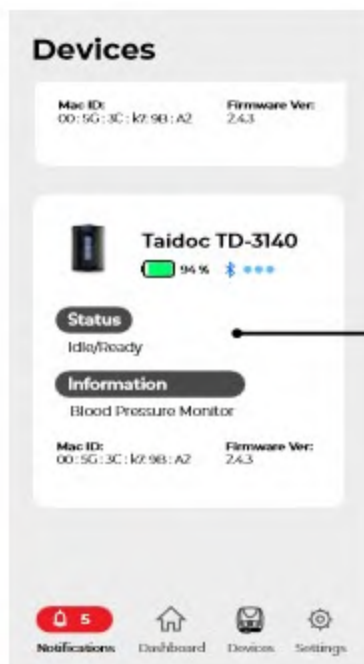 Devices
Mac ID: Firmware Ver:
00:5G:3C:k7:9B:A2 2.4.3
Taidoc TD-3140
94 %
Status
Idle/Ready
Information
Blood Pressure Monitor
Mac ID: Firmware Ver:
00:5G:3C:k7:9B:A2 2.4.3
5
Notifications Dashboard Devices Settings